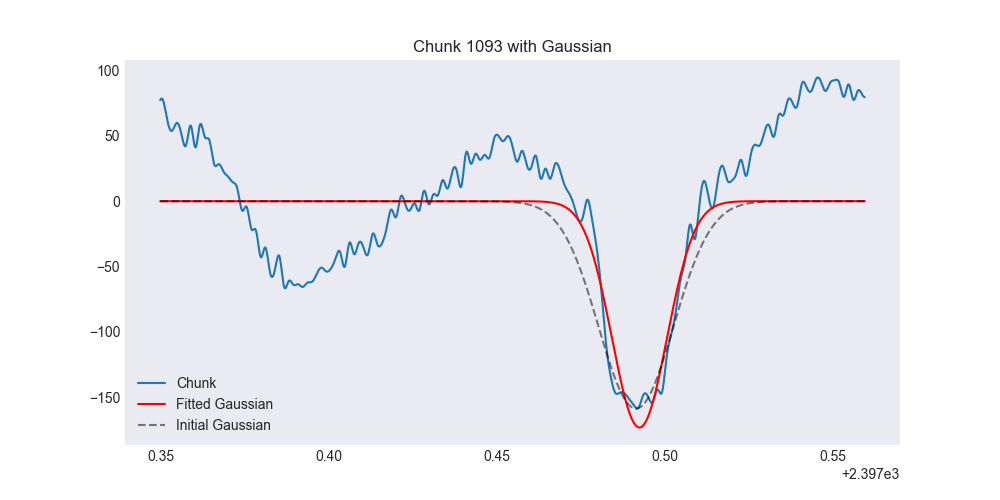 Chunk 1093 with Gaussian
100
50
0
−50
−100
−150
Chunk
Fitted Gaussian
Initial Gaussian
0.35 0.40 0.45 0.50 0.55
+2.397e3